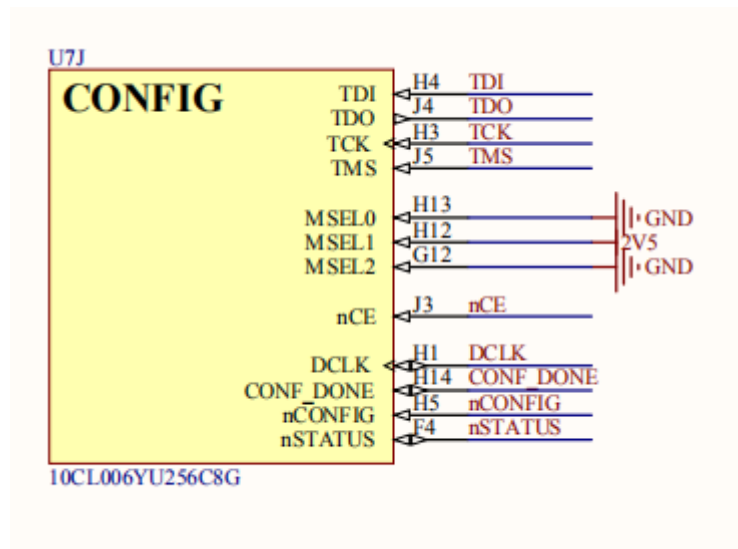 U7J
CONFIG
TDI H4 TDI
TDO J4 TDO
TCK H3 TCK
TMS J5 TMS
MSEL0 H13 GND
MSEL1 H12 2V5
MSEL2 G12 GND
nCE J3 nCE
DCLK H1 DCLK
CONF_DONE H14 CONF_DONE
nCONFIG H5 nCONFIG
nSTATUS F4 nSTATUS
10CL006YU256C8G